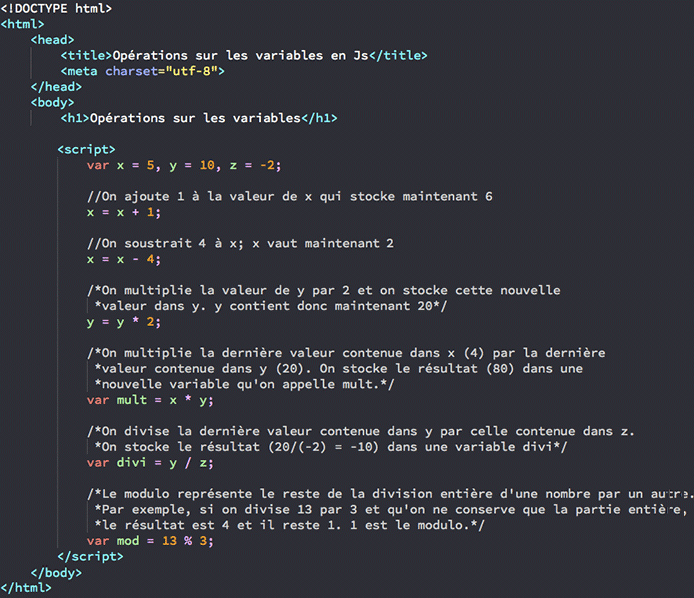 <!DOCTYPE html>
<html>
<head>
<title>Opérations sur les variables en Js</title>
<meta charset="utf-8">
</head>
<body>
<h1>Opérations sur les variables</h1>
<script>
var x = 5, y = 10, z = -2;
//On ajoute 1 à la valeur de x qui stocke maintenant 6
x = x + 1;
//On soustrait 4 à x; x vaut maintenant 2
x = x - 4;
/*On multiplie la valeur de y par 2 et on stocke cette nouvelle
*valeur dans y. y contient donc maintenant 20*/
y = y * 2;
/*On multiplie la dernière valeur contenue dans x (4) par la dernière
*valeur contenue dans y (20). On stocke le résultat (80) dans une
*nouvelle variable qu'on appelle mult.*/
var mult = x * y;
/*On divise la dernière valeur contenue dans y par celle contenue dans z.
*On stocke le résultat (20/(-2) = -10) dans une variable divi*/
var divi = y / z;
/*Le modulo représente le reste de la division entière d'une nombre par un autre.
*Par exemple, si on divise 13 par 3 et qu'on ne conserve que la partie entière,
*le résultat est 4 et il reste 1. 1 est le modulo.*/
var mod = 13 % 3;
</script>
</body>
</html>